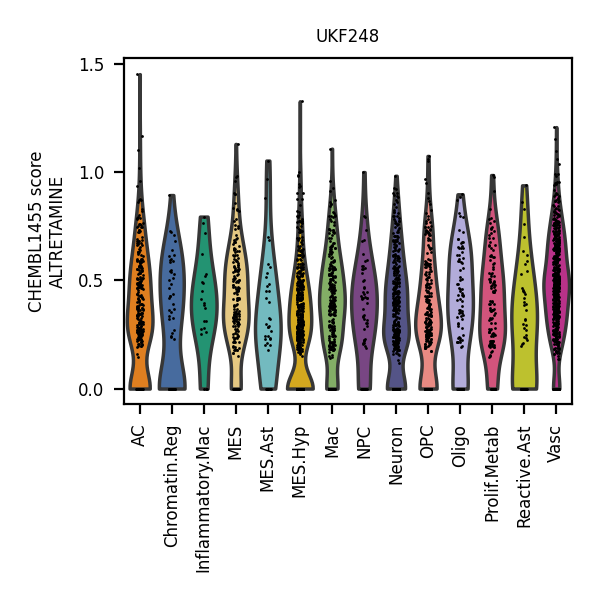 UKF248
CHEMBL1455 score
ALTRETAMINE
1.5
1.0
0.5
0.0
AC
Chromatin.Reg
Inflammatory.Mac
MES
MES.Ast
MES.Hyp
Mac
NPC
Neuron
OPC
Oligo
Prolif.Metab
Reactive.Ast
Vasc